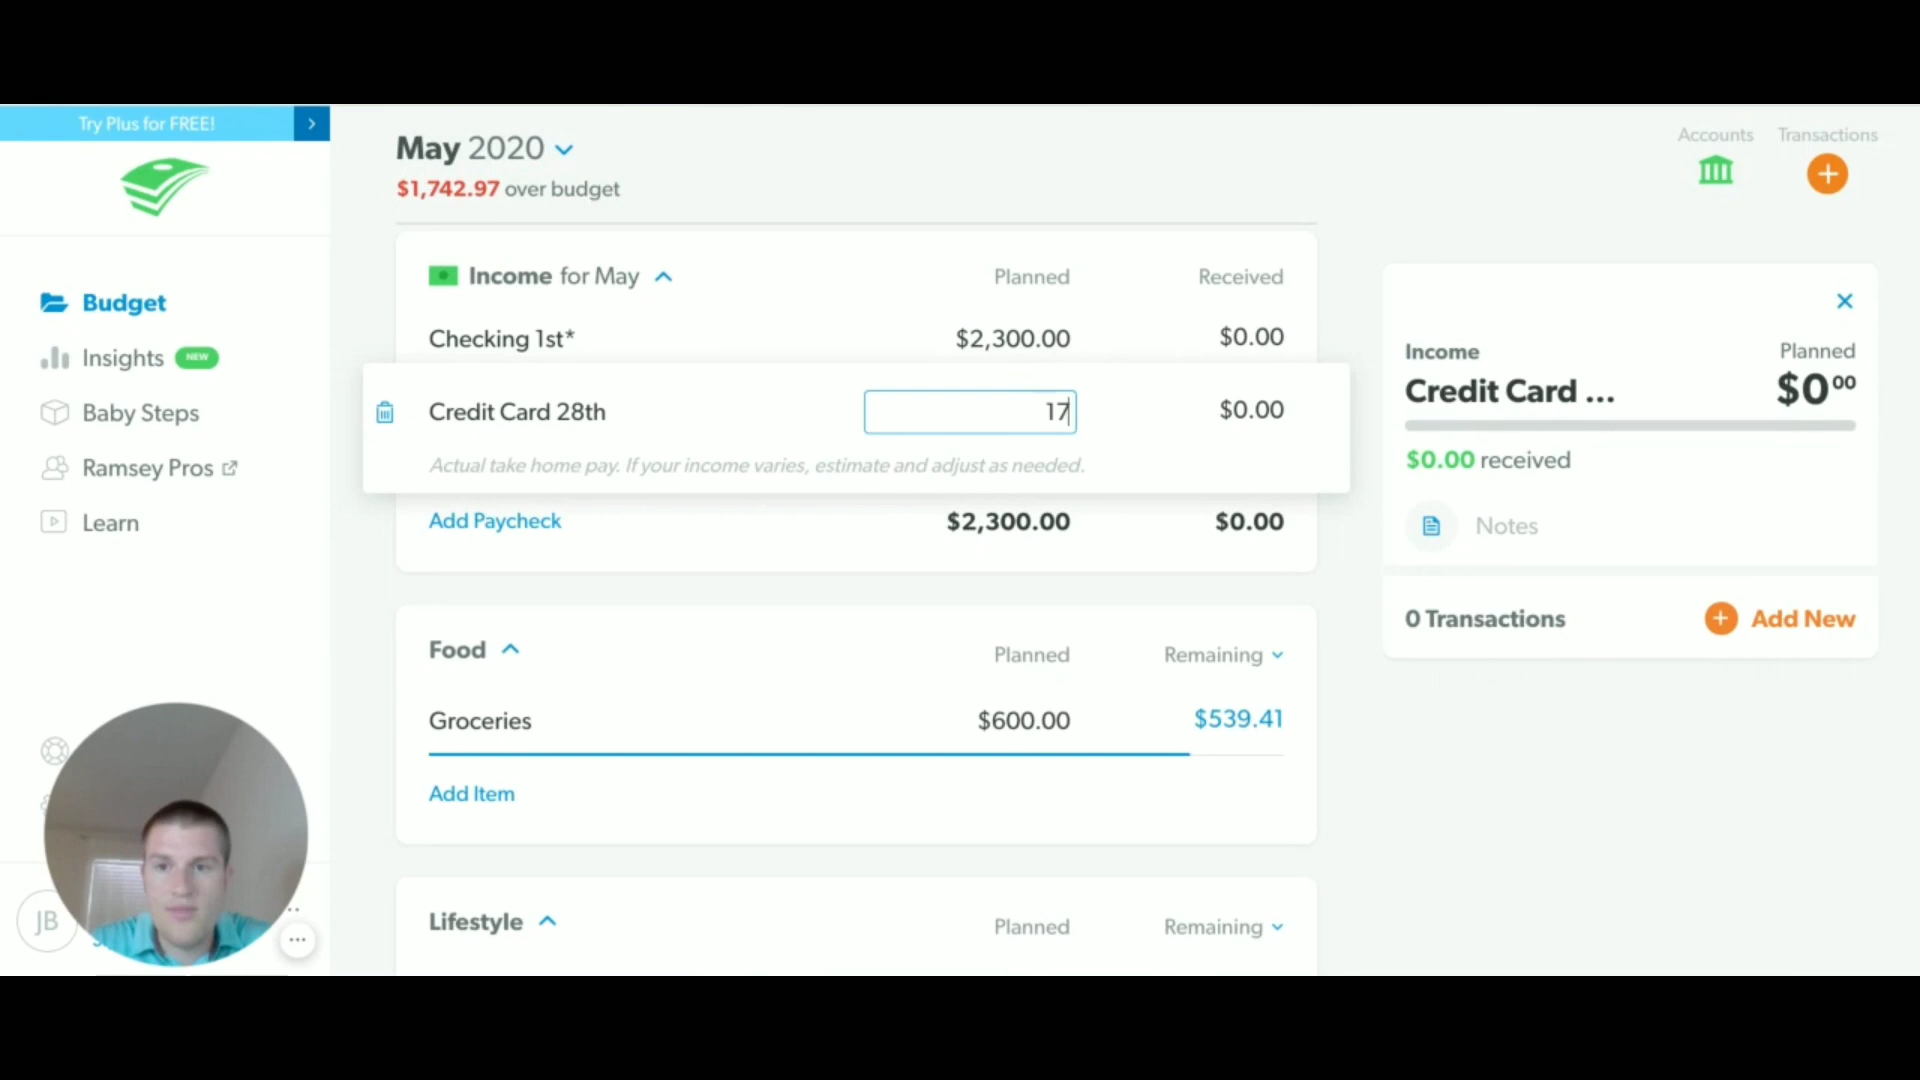 Try Plus for FREE!
Budget
Insights NEW
Baby Steps
Ramsey Pros
Learn
JB
May 2020
$1,742.97 over budget
Accounts Transactions
Income for May Planned Received
Checking 1st* $2,300.00 $0.00
Credit Card 28th 17 $0.00
Actual take home pay. If your income varies, estimate and adjust as needed.
Add Paycheck $2,300.00 $0.00
Food Planned Remaining
Groceries $600.00 $539.41
Add Item
Lifestyle Planned Remaining
Income Planned
Credit Card ... $0 00
$0.00 received
Notes
0 Transactions Add New